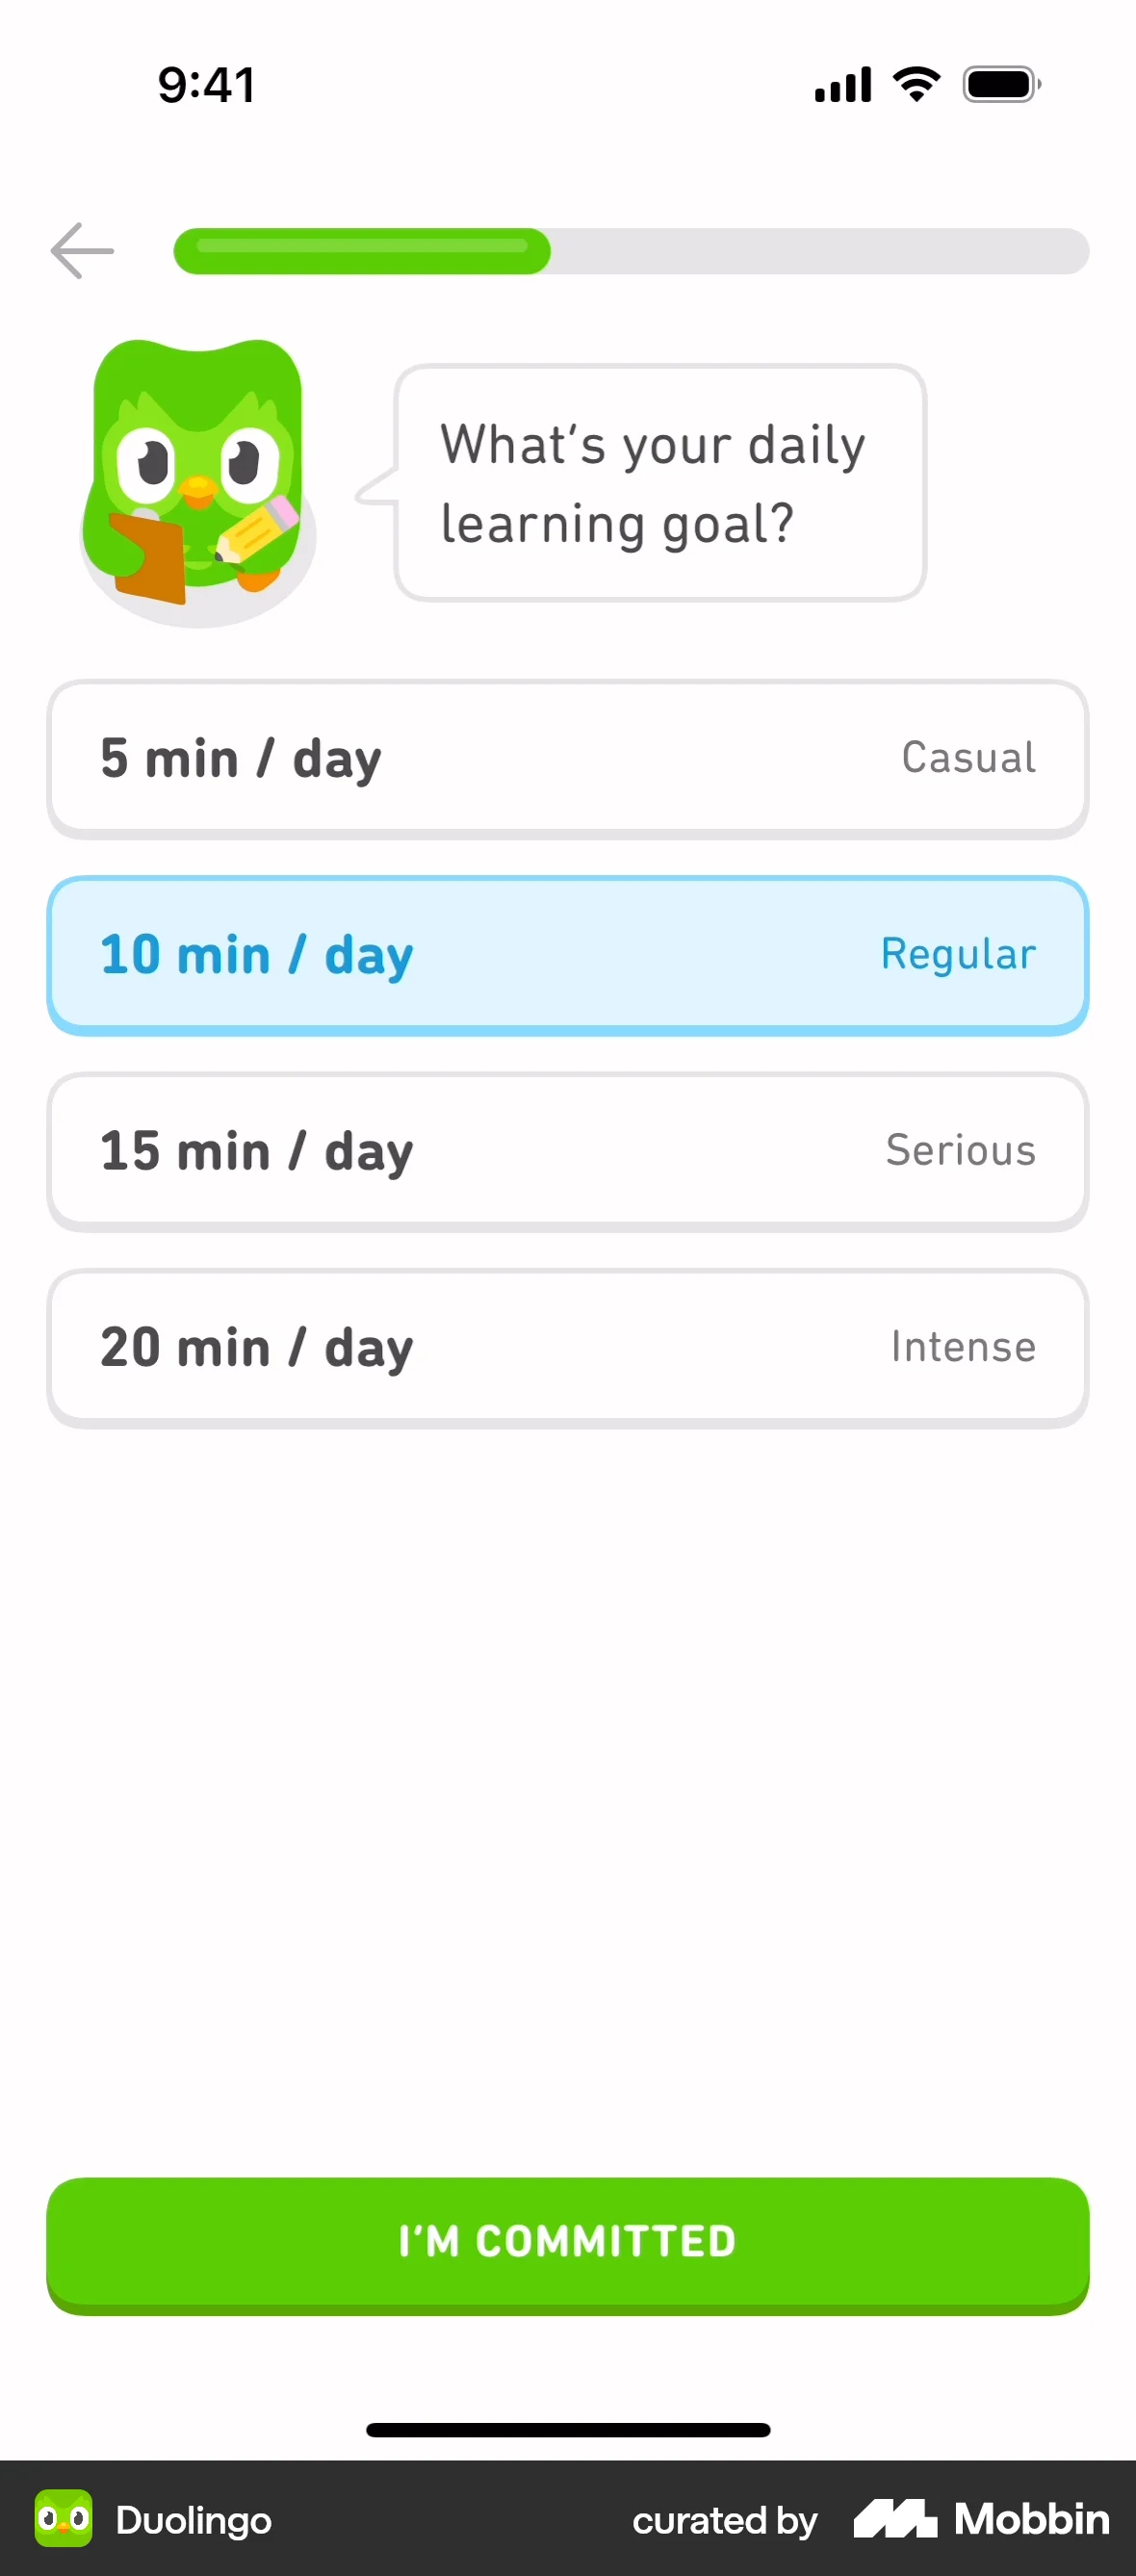 9:41
What's your daily
learning goal?
5 min / day Casual
10 min / day Regular
15 min / day Serious
20 min / day Intense
I'M COMMITTED
Duolingo curated by Mobbin